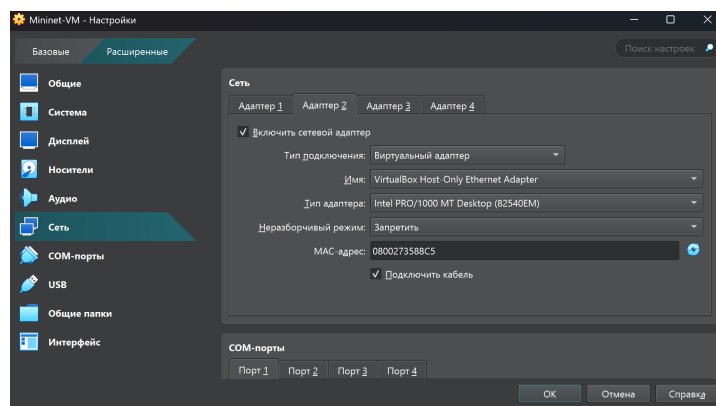 Mininet-VM - Настройки
Базовые
Расширенные
Поиск настроек
Общие
Система
Дисплей
Носители
Аудио
Сеть
COM-порты
USB
Общие папки
Интерфейс
Сеть
Адаптер 1 Адаптер 2 Адаптер 3 Адаптер 4
Включить сетевой адаптер
Тип подключения: Виртуальный адаптер
Имя: VirtualBox Host-Only Ethernet Adapter
Тип адаптера: Intel PRO/1000 MT Desktop (82540EM)
Неразборчивый режим: Запретить
MAC-адрес: 0800273588C5
Подключить кабель
COM-порты
Порт 1 Порт 2 Порт 3 Порт 4
OK Отмена Справка